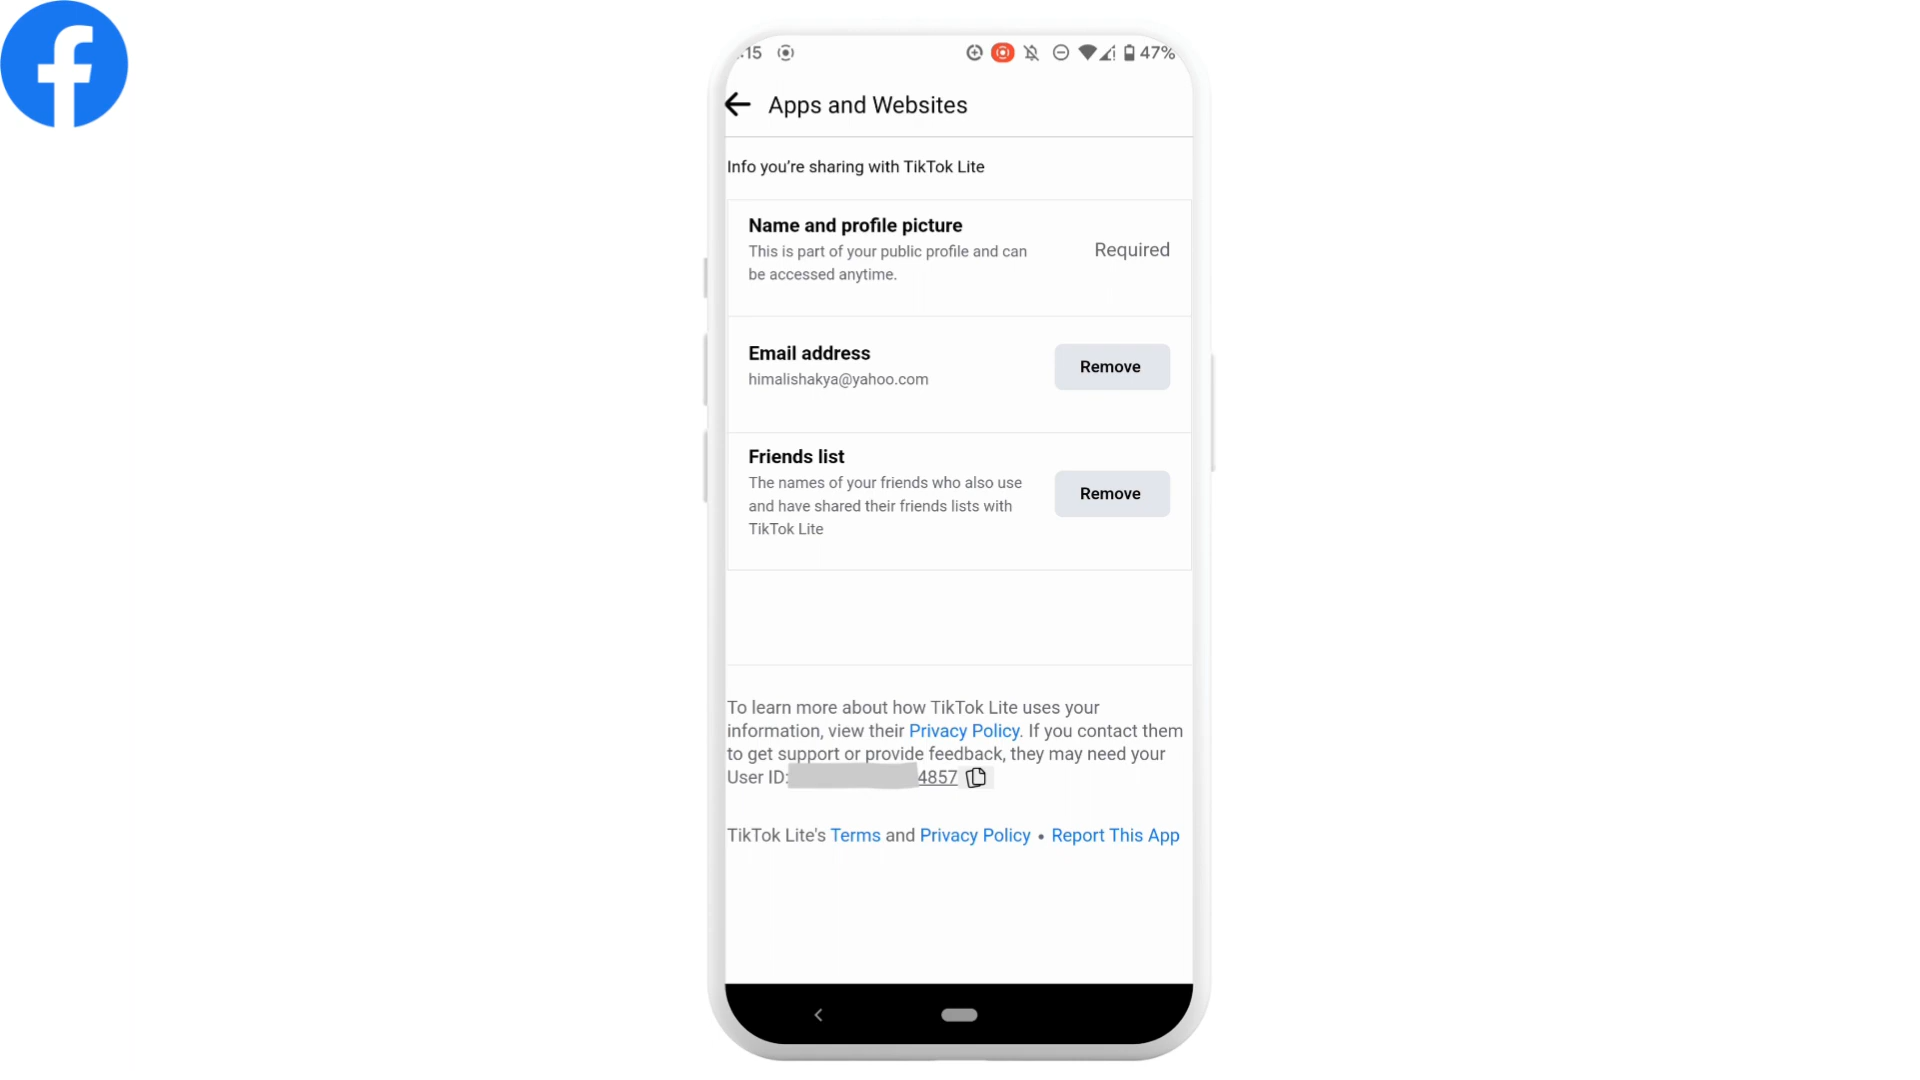 :15 47%
Apps and Websites
Info you're sharing with TikTok Lite
Name and profile picture
This is part of your public profile and can
be accessed anytime.
Required
Email address
himalishakya@yahoo.com
Remove
Friends list
The names of your friends who also use
and have shared their friends lists with
TikTok Lite
Remove
To learn more about how TikTok Lite uses your
information, view their Privacy Policy. If you contact them
to get support or provide feedback, they may need your
User ID: 4857
TikTok Lite's Terms and Privacy Policy • Report This App